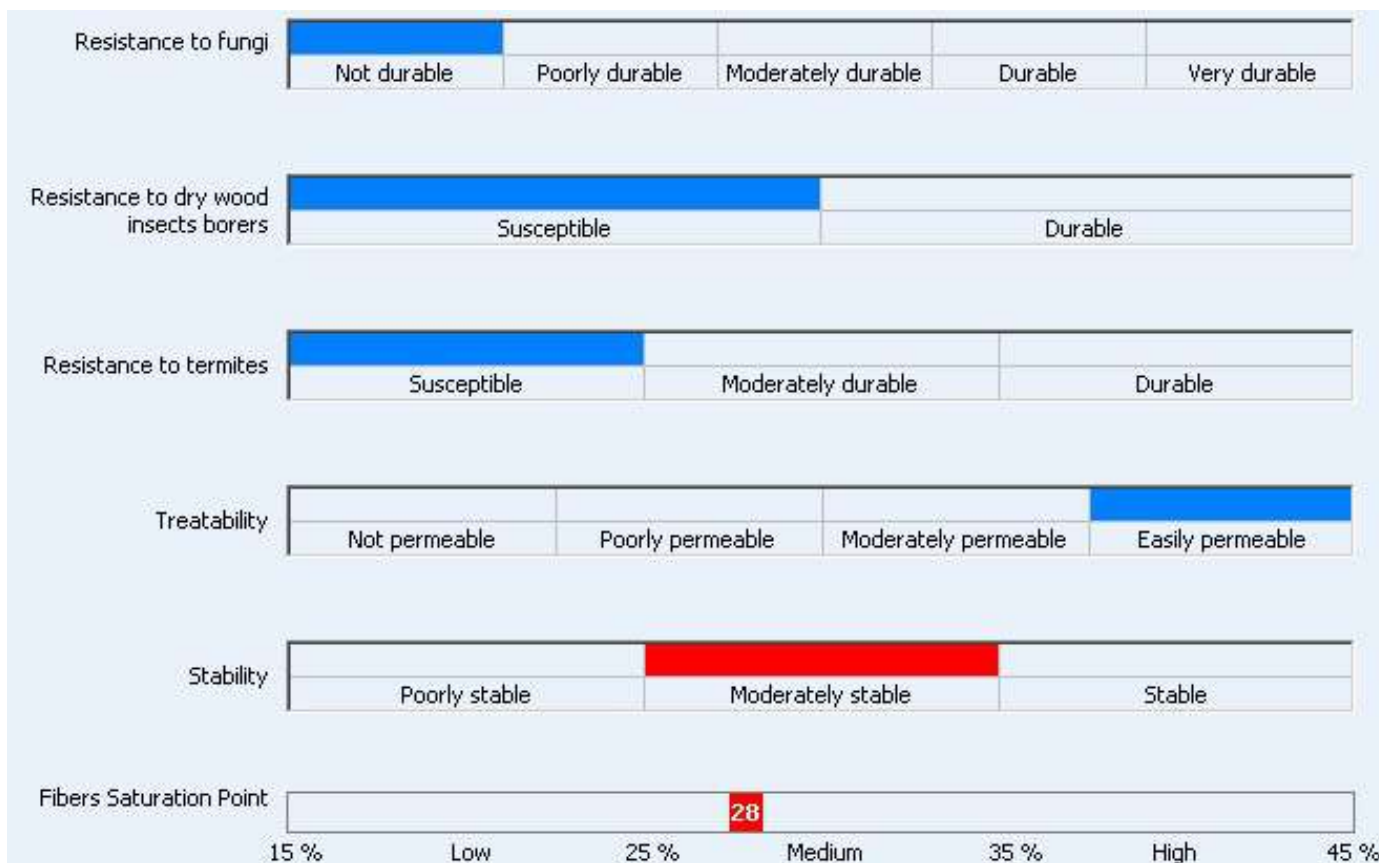 Resistance to fungi
Not durable Poorly durable Moderately durable Durable Very durable
Resistance to dry wood
insects borers
Susceptible Durable
Resistance to termites
Susceptible Moderately durable Durable
Treatability
Not permeable Poorly permeable Moderately permeable Easily permeable
Stability
Poorly stable Moderately stable Stable
Fibers Saturation Point
28
15 % Low 25 % Medium 35 % High 45 %